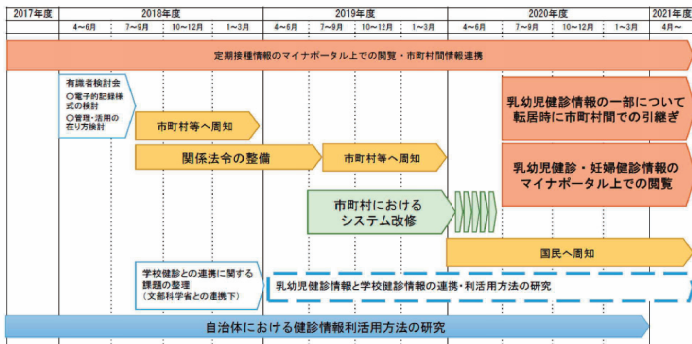 2017年度 2018年度 2019年度 2020年度 2021年度
4～6月 7～9月 10～12月 1～3月 4～6月 7～9月 10～12月 1～3月 4～6月 7～9月 10～12月 1～3月 4月～
定期接種情報のマイナポータル上での閲覧・市町村間情報連携
有識者検討会
○電子的記録様
式の検討
○管理・活用の
在り方検討
市町村等へ周知
関係法令の整備
市町村等へ周知
市町村における
システム改修
乳幼児健診情報の一部について
転居時に市町村間での引継ぎ
乳幼児健診・妊婦健診情報の
マイナポータル上での閲覧
国民へ周知
学校健診との連携に関する
課題の整理
（文部科学省との連携下）
乳幼児健診情報と学校健診情報の連携・利活用方法の研究
自治体における健診情報利活用方法の研究